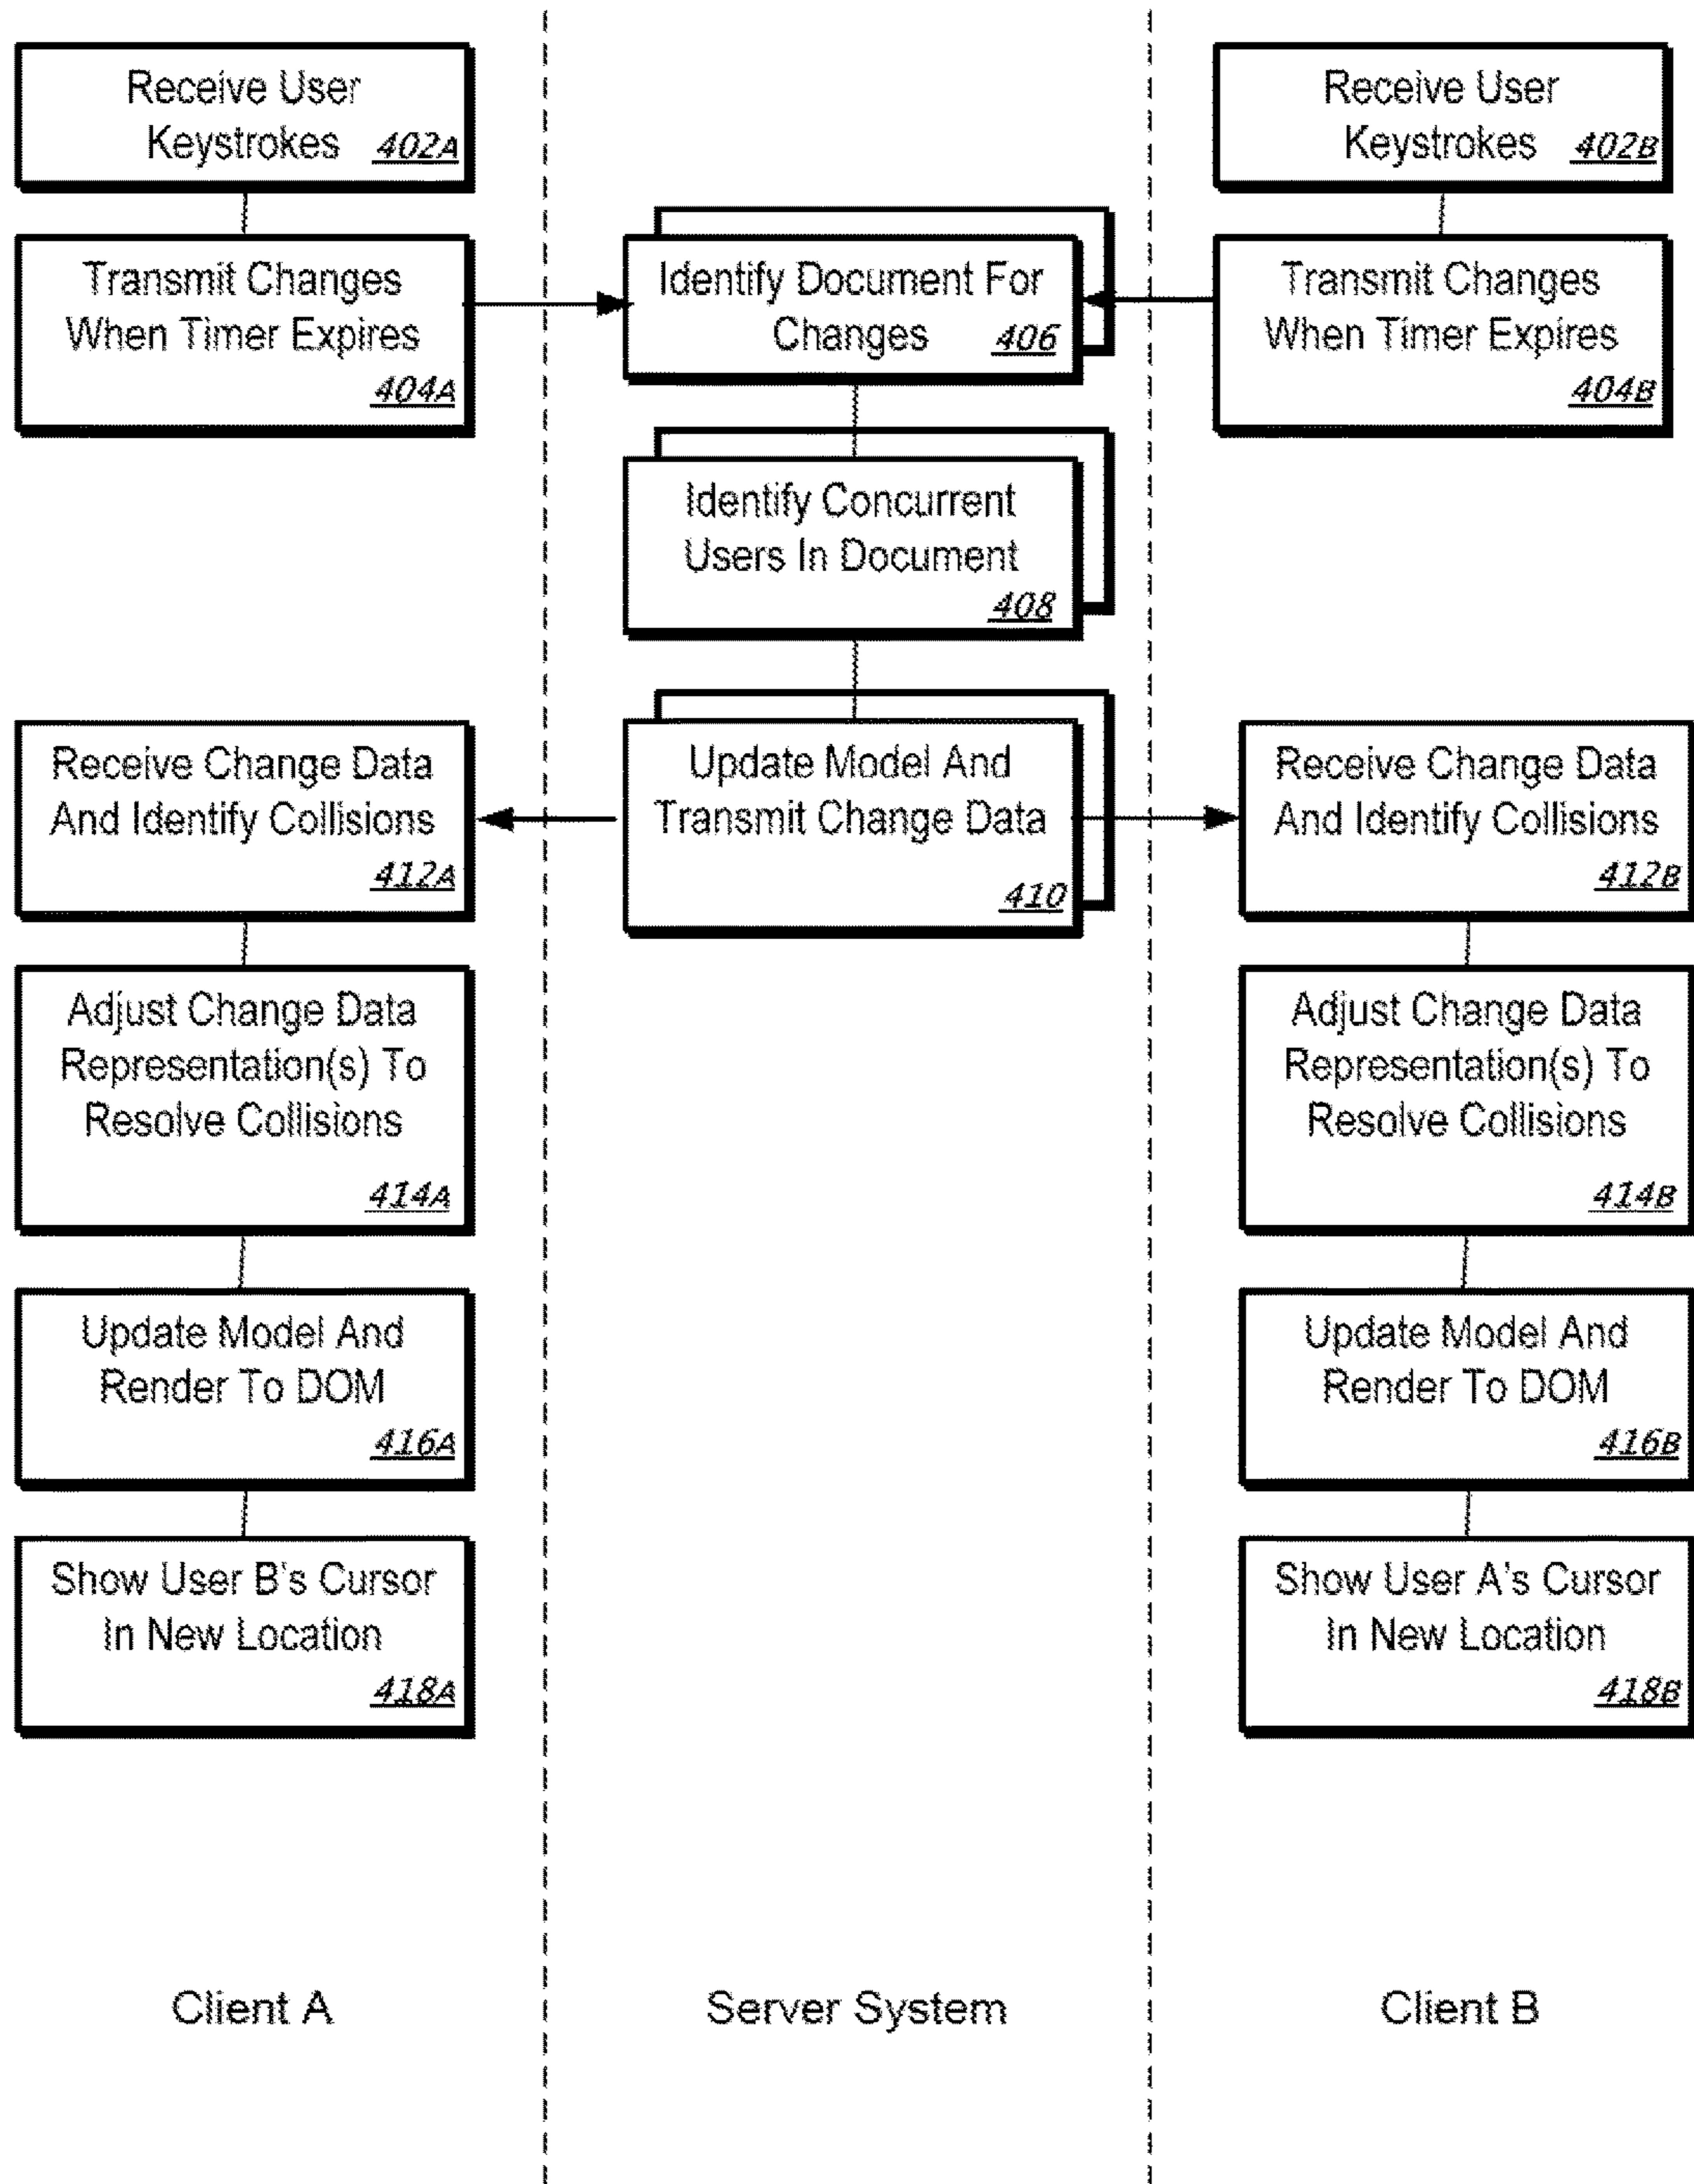 Receive User
Keystrokes 402A
Transmit Changes
When Timer Expires
404A
Receive Change Data
And Identify Collisions
412A
Adjust Change Data
Representation(s) To
Resolve Collisions
414A
Update Model And
Render To DOM
416A
Show User B's Cursor
In New Location
418A
Client A
Identify Document For
Changes 406
Identify Concurrent
Users In Document
408
Update Model And
Transmit Change Data
410
Server System
Receive User
Keystrokes 402B
Transmit Changes
When Timer Expires
404B
Receive Change Data
And Identify Collisions
412B
Adjust Change Data
Representation(s) To
Resolve Collisions
414B
Update Model And
Render To DOM
416B
Show User A's Cursor
In New Location
418B
Client B